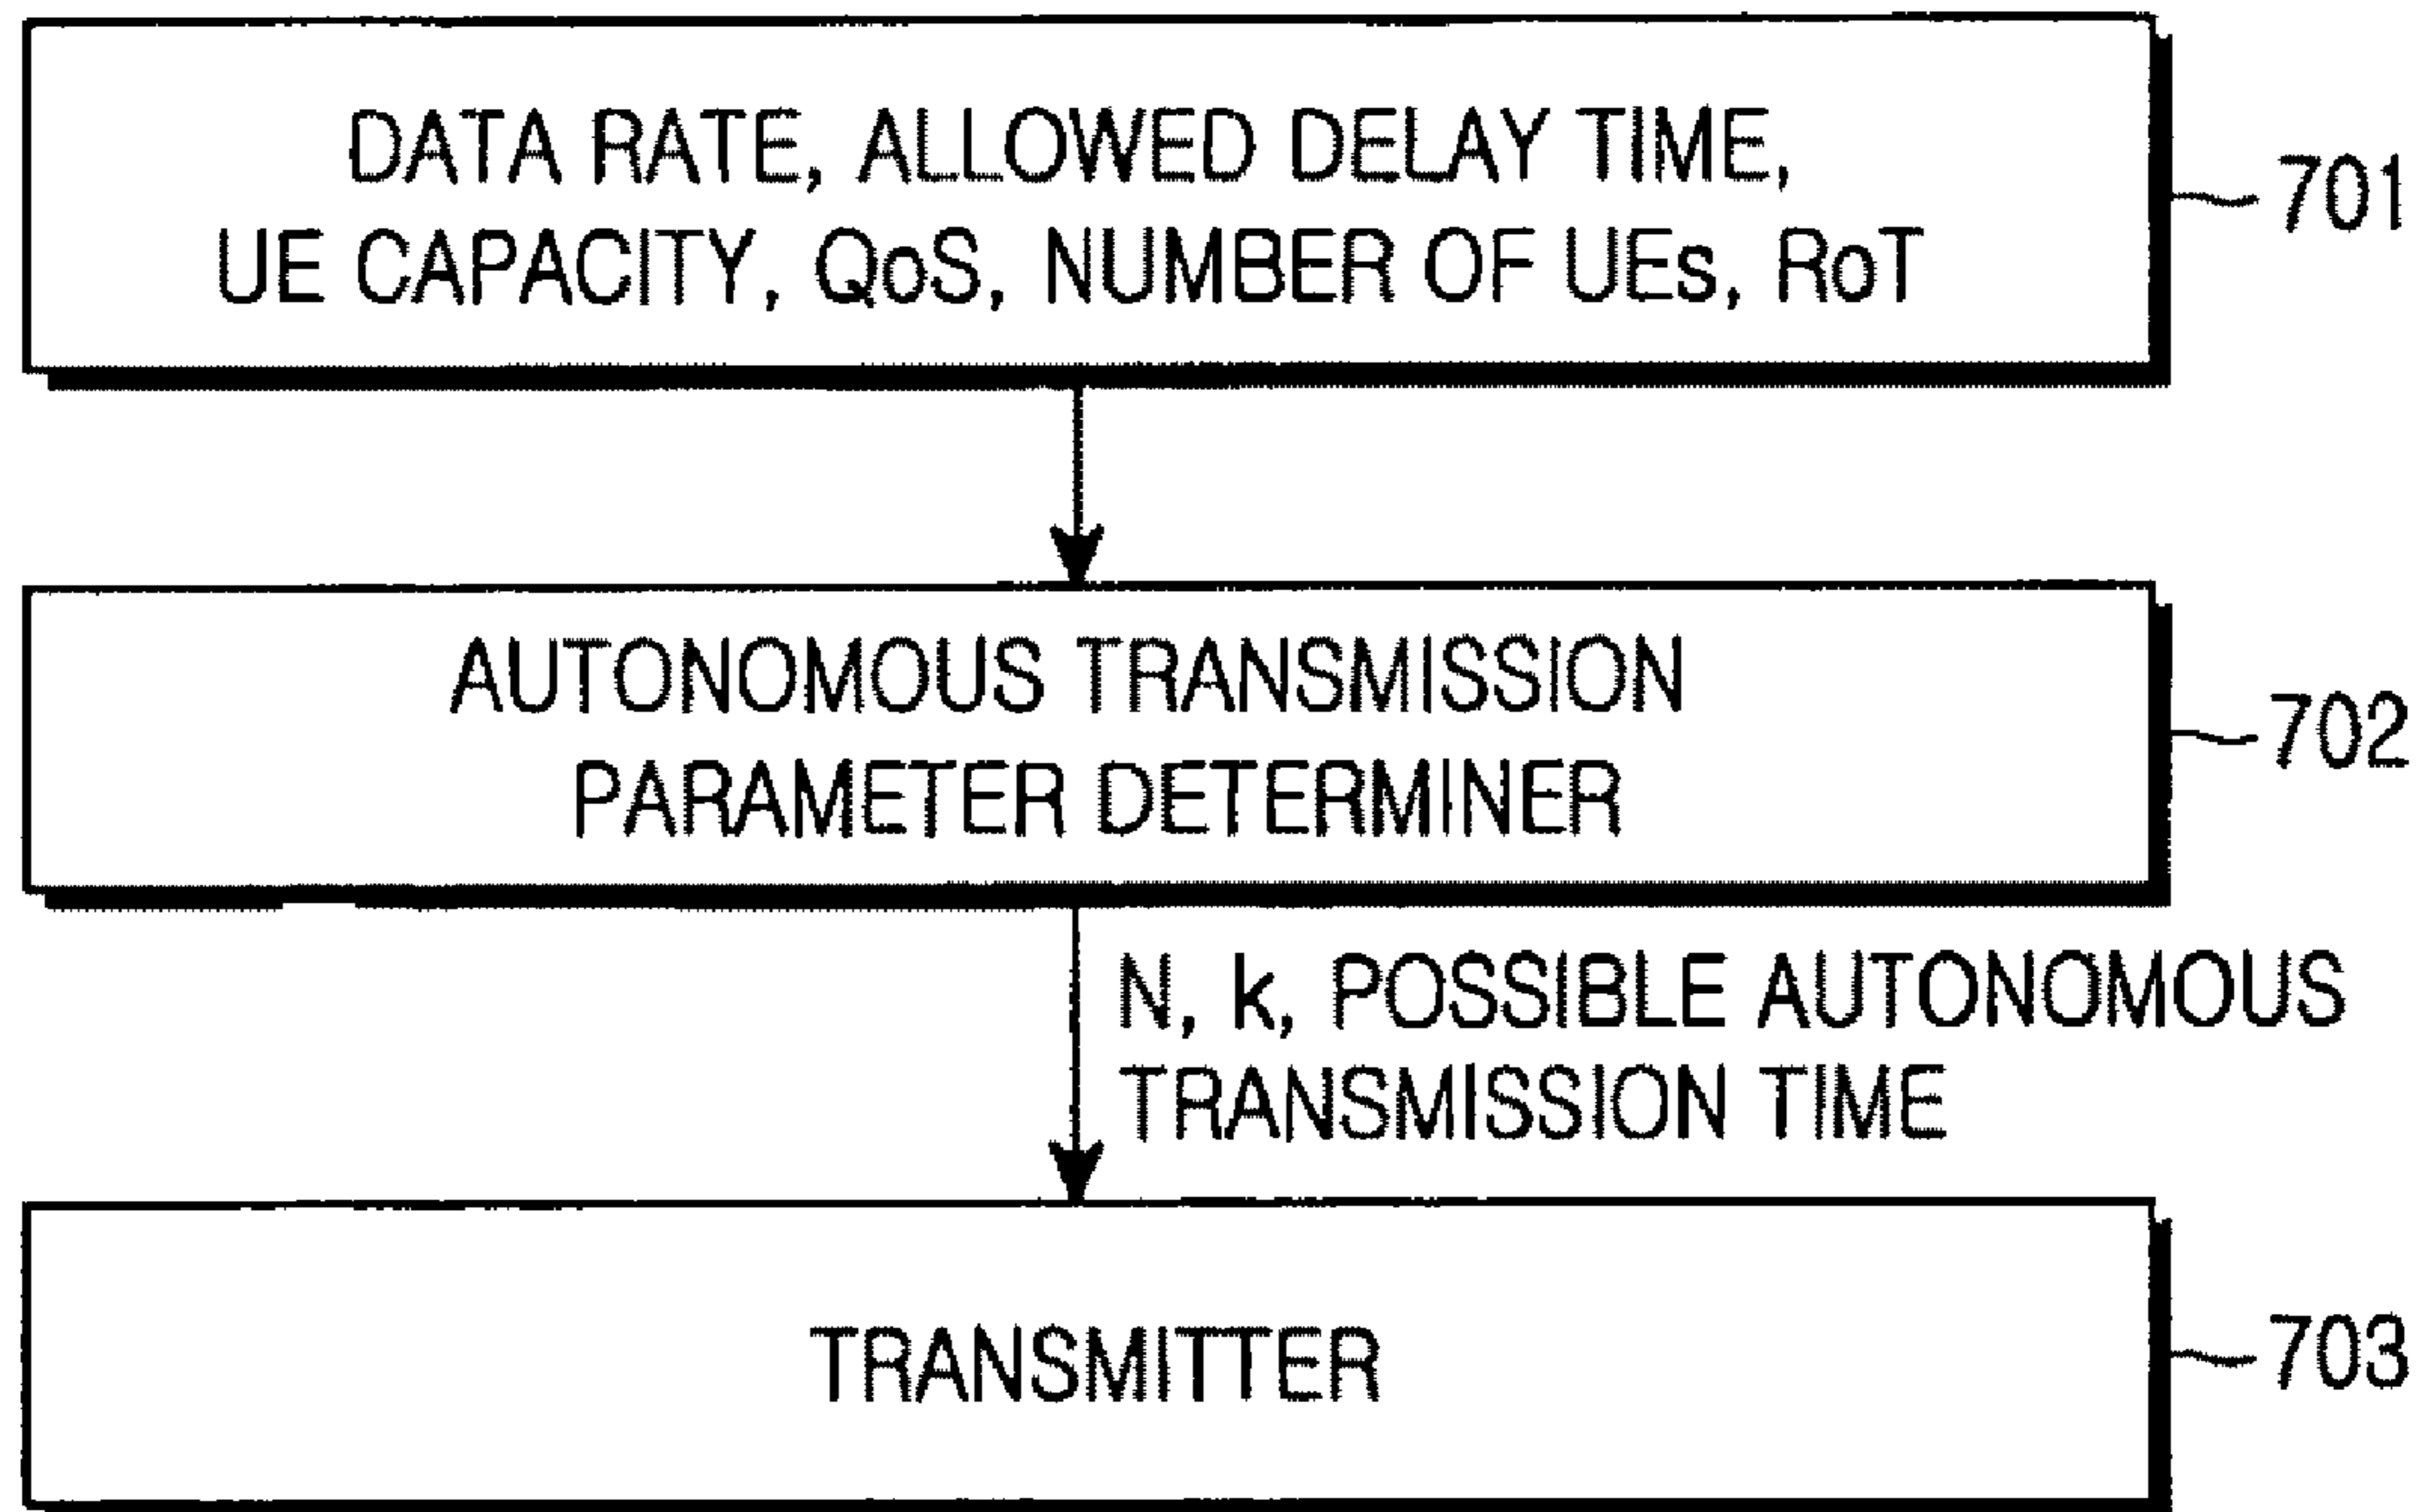 DATA RATE, ALLOWED DELAY TIME,
UE CAPACITY, QoS, NUMBER OF UEs, RoT
701
AUTONOMOUS TRANSMISSION
PARAMETER DETERMINER
702
N, k, POSSIBLE AUTONOMOUS
TRANSMISSION TIME
TRANSMITTER
703